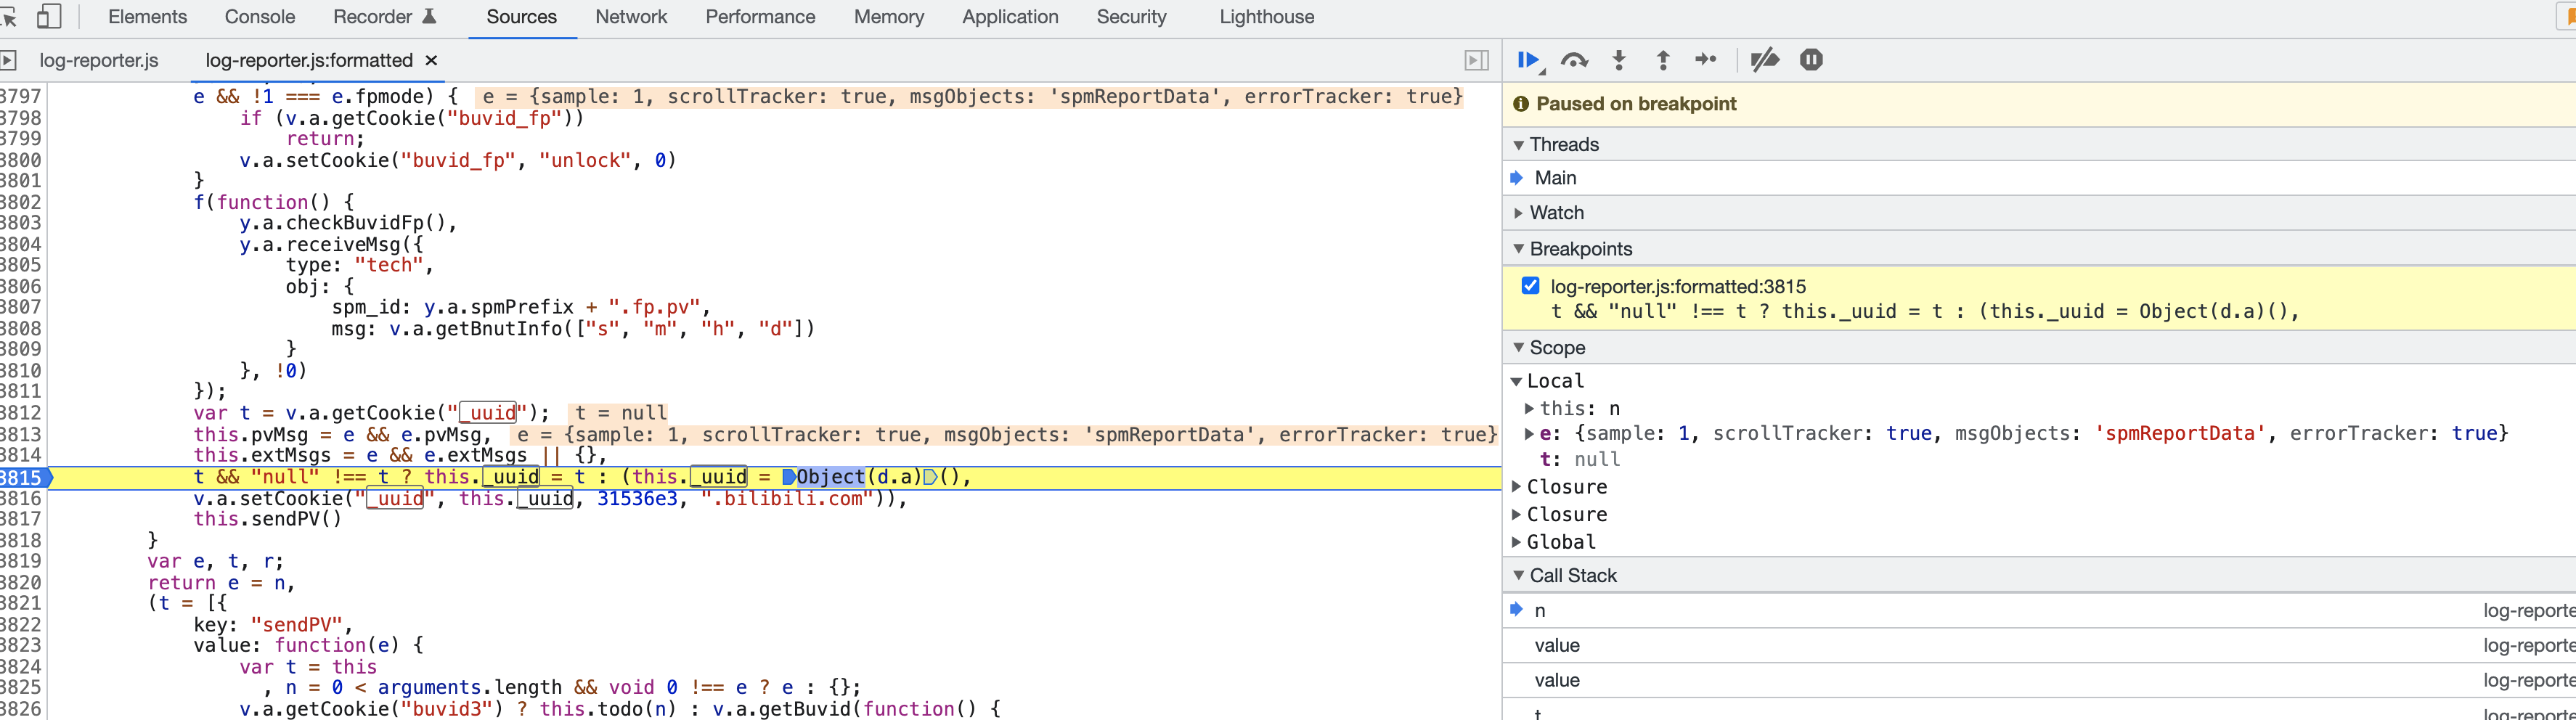 Elements Console Recorder Sources Network Performance Memory Application Security Lighthouse
log-reporter.js log-reporter.js:formatted ×
3797 e && !1 === e.fpmode) { e = {sample: 1, scrollTracker: true, msgObjects: 'spmReportData', errorTracker: true}
3798 if (v.a.getCookie("buvid_fp"))
3799 return;
3800 v.a.setCookie("buvid_fp", "unlock", 0)
3801 }
3802 f(function() {
3803 y.a.checkBuvidFp(),
3804 y.a.receiveMsg({
3805 type: "tech",
3806 obj: {
3807 spm_id: y.a.spmPrefix + ".fp.pv",
3808 msg: v.a.getBnutInfo(["s", "m", "h", "d"])
3809 }
3810 }, !0)
3811 });
3812 var t = v.a.getCookie("_uuid"); t = null
3813 this.pvMsg = e && e.pvMsg, e = {sample: 1, scrollTracker: true, msgObjects: 'spmReportData', errorTracker: true}
3814 this.extMsgs = e && e.extMsgs || {},
3815 t && "null" !== t ? this._uuid = t : (this._uuid = Object(d.a)(),
3816 v.a.setCookie("_uuid", this._uuid, 31536e3, ".bilibili.com")),
3817 this.sendPV()
3818 }
3819 var e, t, r;
3820 return e = n,
3821 (t = [{
3822 key: "sendPV",
3823 value: function(e) {
3824 var t = this
3825 , n = 0 < arguments.length && void 0 !== e ? e : {};
3826 v.a.getCookie("buvid3") ? this.todo(n) : v.a.getBuvid(function() {
Paused on breakpoint
Threads
Main
Watch
Breakpoints
log-reporter.js:formatted:3815
t && "null" !== t ? this._uuid = t : (this._uuid = Object(d.a)(),
Scope
Local
this: n
e: {sample: 1, scrollTracker: true, msgObjects: 'spmReportData', errorTracker: true}
t: null
Closure
Closure
Global
Call Stack
n log-reporte
value log-reporte
value log-reporte
t log-reporte